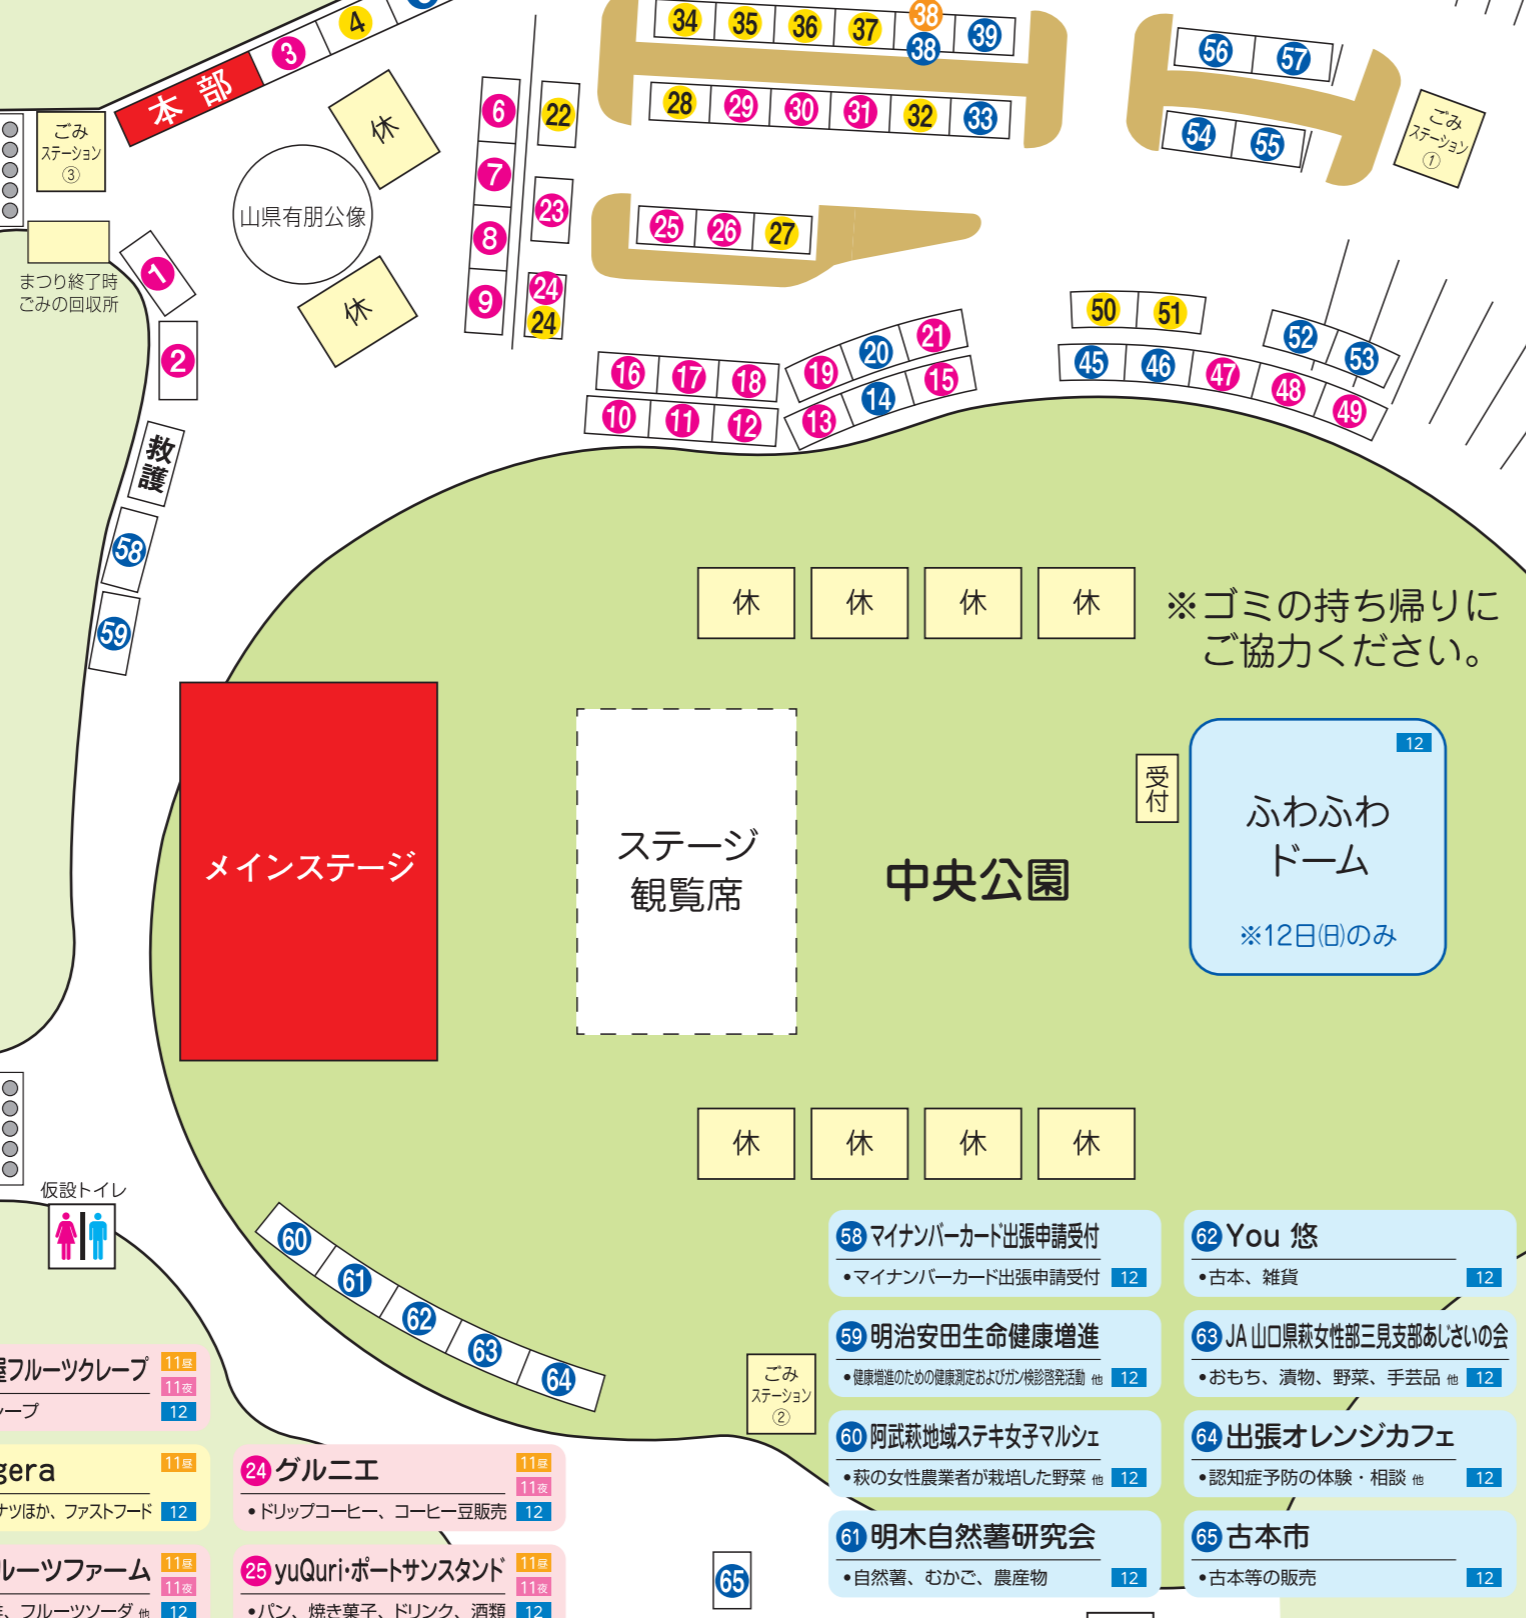 34
35
36
37
38
38
39
56
57
4
3
本部
28
29
30
31
32
33
54
55
ごみ
ステーション
①
ごみ
ステーション
③
休
6
22
7
23
8
9
24
24
山県有朋公像
25
26
27
まつり終了時
ごみの回収所
1
休
2
50
51
52
53
45
46
47
48
49
16
17
18
19
20
21
10
11
12
13
14
15
救護
58
59
休
休
休
休
※ゴミの持ち帰りに
ご協力ください。
メインステージ
ステージ
観覧席
中央公園
受付
12
ふわふわ
ドーム
※12日(日)のみ
休
休
休
休
仮設トイレ
60
61
62
63
64
ごみ
ステーション
②
65
58 マイナンバーカード出張申請受付
•マイナンバーカード出張申請受付 12
59 明治安田生命健康増進
•健康増進のための健康測定およびガン検診啓発活動 他 12
60 阿武萩地域ステキ女子マルシェ
•萩の女性農業者が栽培した野菜 他 12
61 明木自然薯研究会
•自然薯、むかご、農産物 12
62 You 悠
•古本、雑貨 12
63 JA 山口県萩女性部三見支部あじさいの会
•おもち、漬物、野菜、手芸品 他 12
64 出張オレンジカフェ
•認知症予防の体験・相談 他 12
65 古本市
•古本等の販売 12
フルーツクレープ 11昼
11夜
ープ 12
gera 11昼
ナツほか、ファストフード 12
ルーツファーム 11昼
11夜
、フルーツソーダ 他 12
24 グルニエ 11昼
11夜
•ドリップコーヒー、コーヒー豆販売 12
25 yuQuri・ポートサンスタンド 11昼
11夜
•パン、焼き菓子、ドリンク、酒類 12